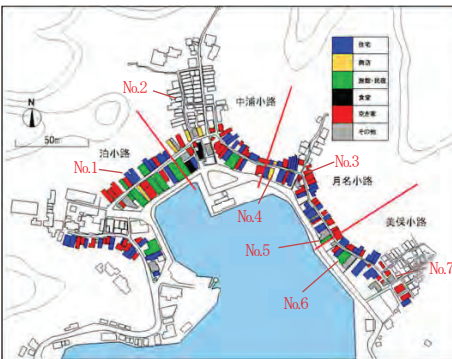 住宅
商店
旅館・民宿
食堂
空き家
その他
中浦小路
No.2
N
50m
泊小路
No.1
No.3
月名小路
No.4
美保小路
No.5
No.7
No.6